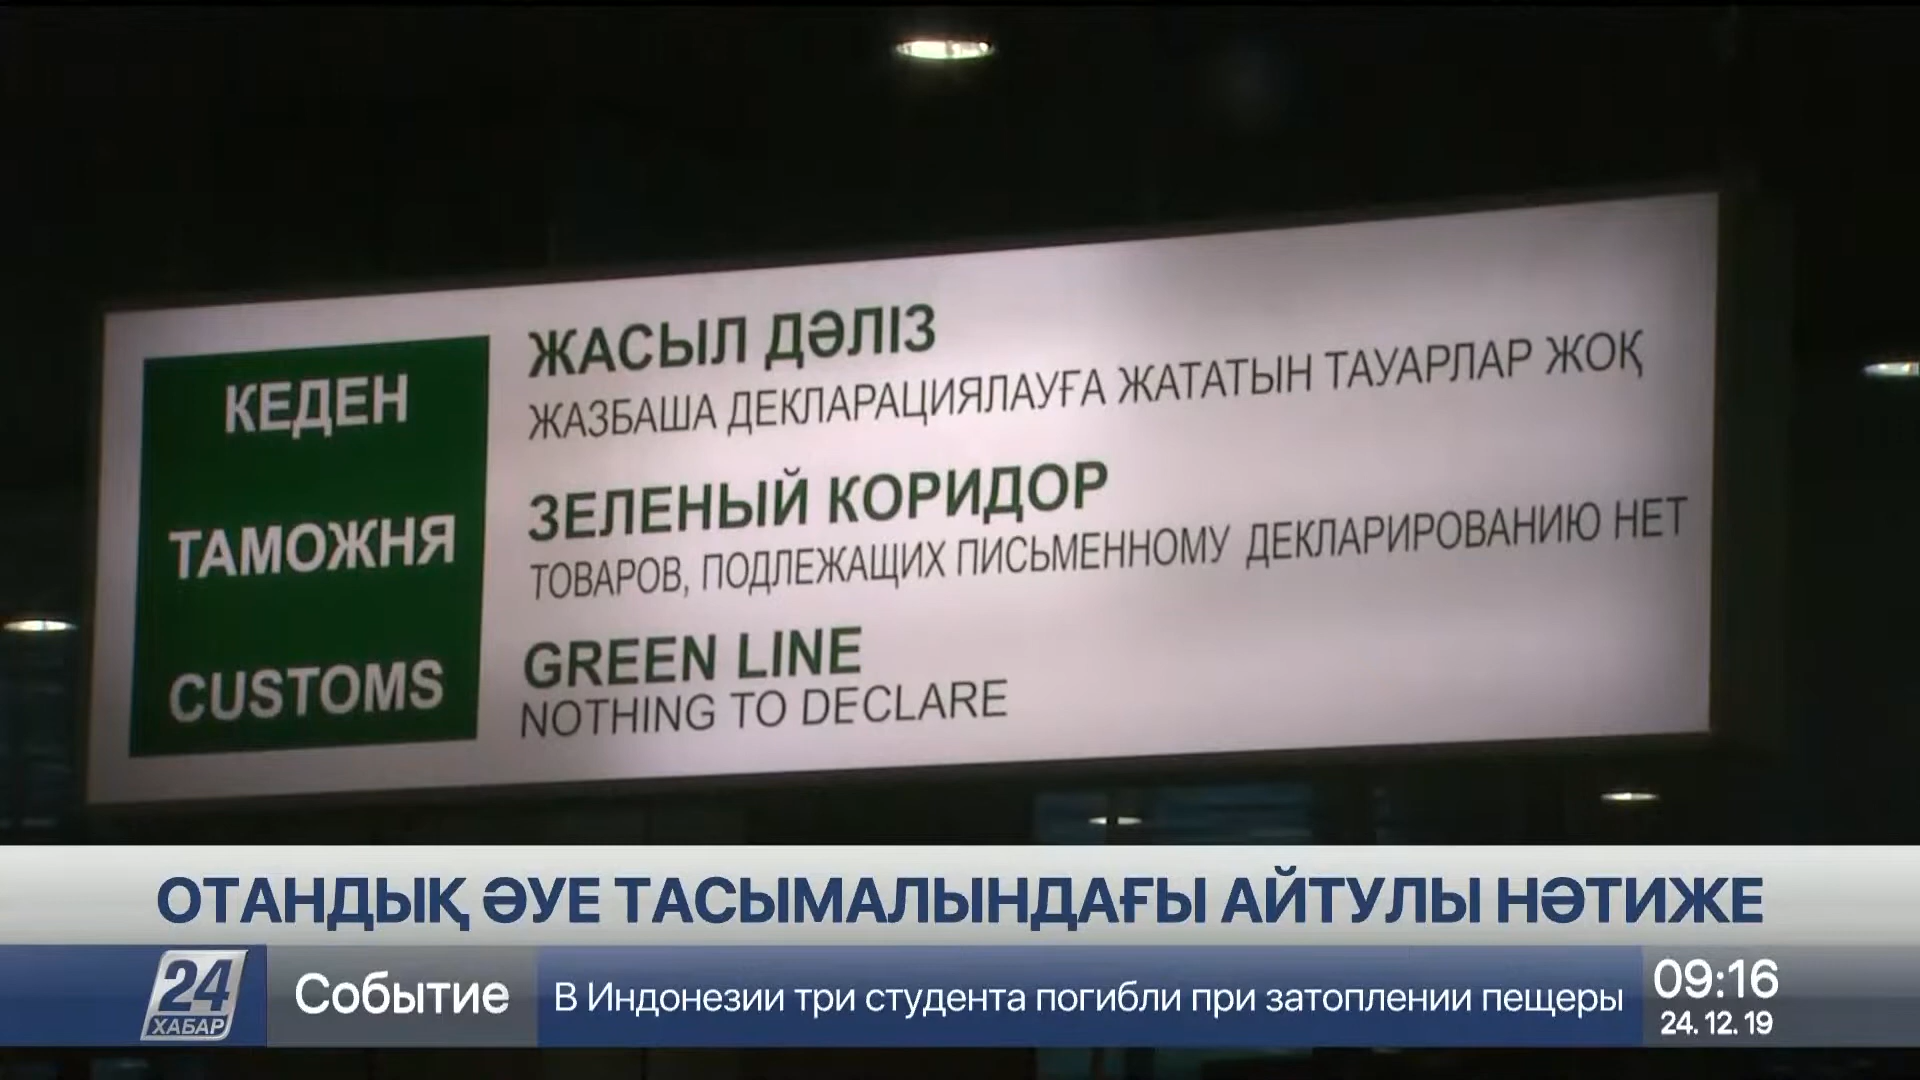 КЕДЕН
ТАМОЖНЯ
CUSTOMS
ЖАСЫЛ ДӘЛІЗ
ЖАЗБАША ДЕКЛАРАЦИЯЛАУҒА ЖАТАТЫН ТАУАРЛАР ЖОҚ
ЗЕЛЕНЫЙ КОРИДОР
ТОВАРОВ, ПОДЛЕЖАЩИХ ПИСЬМЕННОМУ ДЕКЛАРИРОВАНИЮ НЕТ
GREEN LINE
NOTHING TO DECLARE
ОТАНДЫҚ ӘУЕ ТАСЫМАЛЫНДАҒЫ АЙТУЛЫ НӘТИЖЕ
24
ХАБАР
Событие
В Индонезии три студента погибли при затоплении пещеры
09:16
24. 12. 19